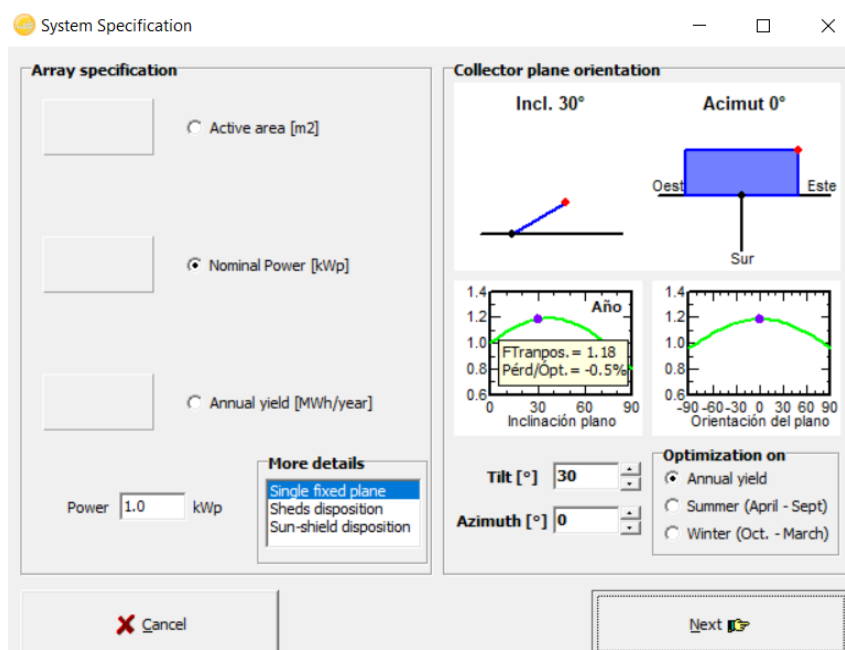 System Specification
Array specification
Active area [m2]
Nominal Power [kWp]
Annual yield [MWh/year]
Power 1.0 kWp
More details
Single fixed plane
Sheds disposition
Sun-shield disposition
Collector plane orientation
Incl. 30°
Acimut 0°
Oest
Este
Sur
1.4
1.2
1.0
0.8
0.6
Año
FTranpos.= 1.18
Pérd/Ópt.= -0.5%
0 30 60 90
Inclinación plano
1.4
1.2
1.0
0.8
0.6
-90 -60 -30 0 30 60 90
Orientación del plano
Tilt [°] 30
Azimuth [°] 0
Optimization on
Annual yield
Summer (April - Sept)
Winter (Oct. - March)
Cancel
Next